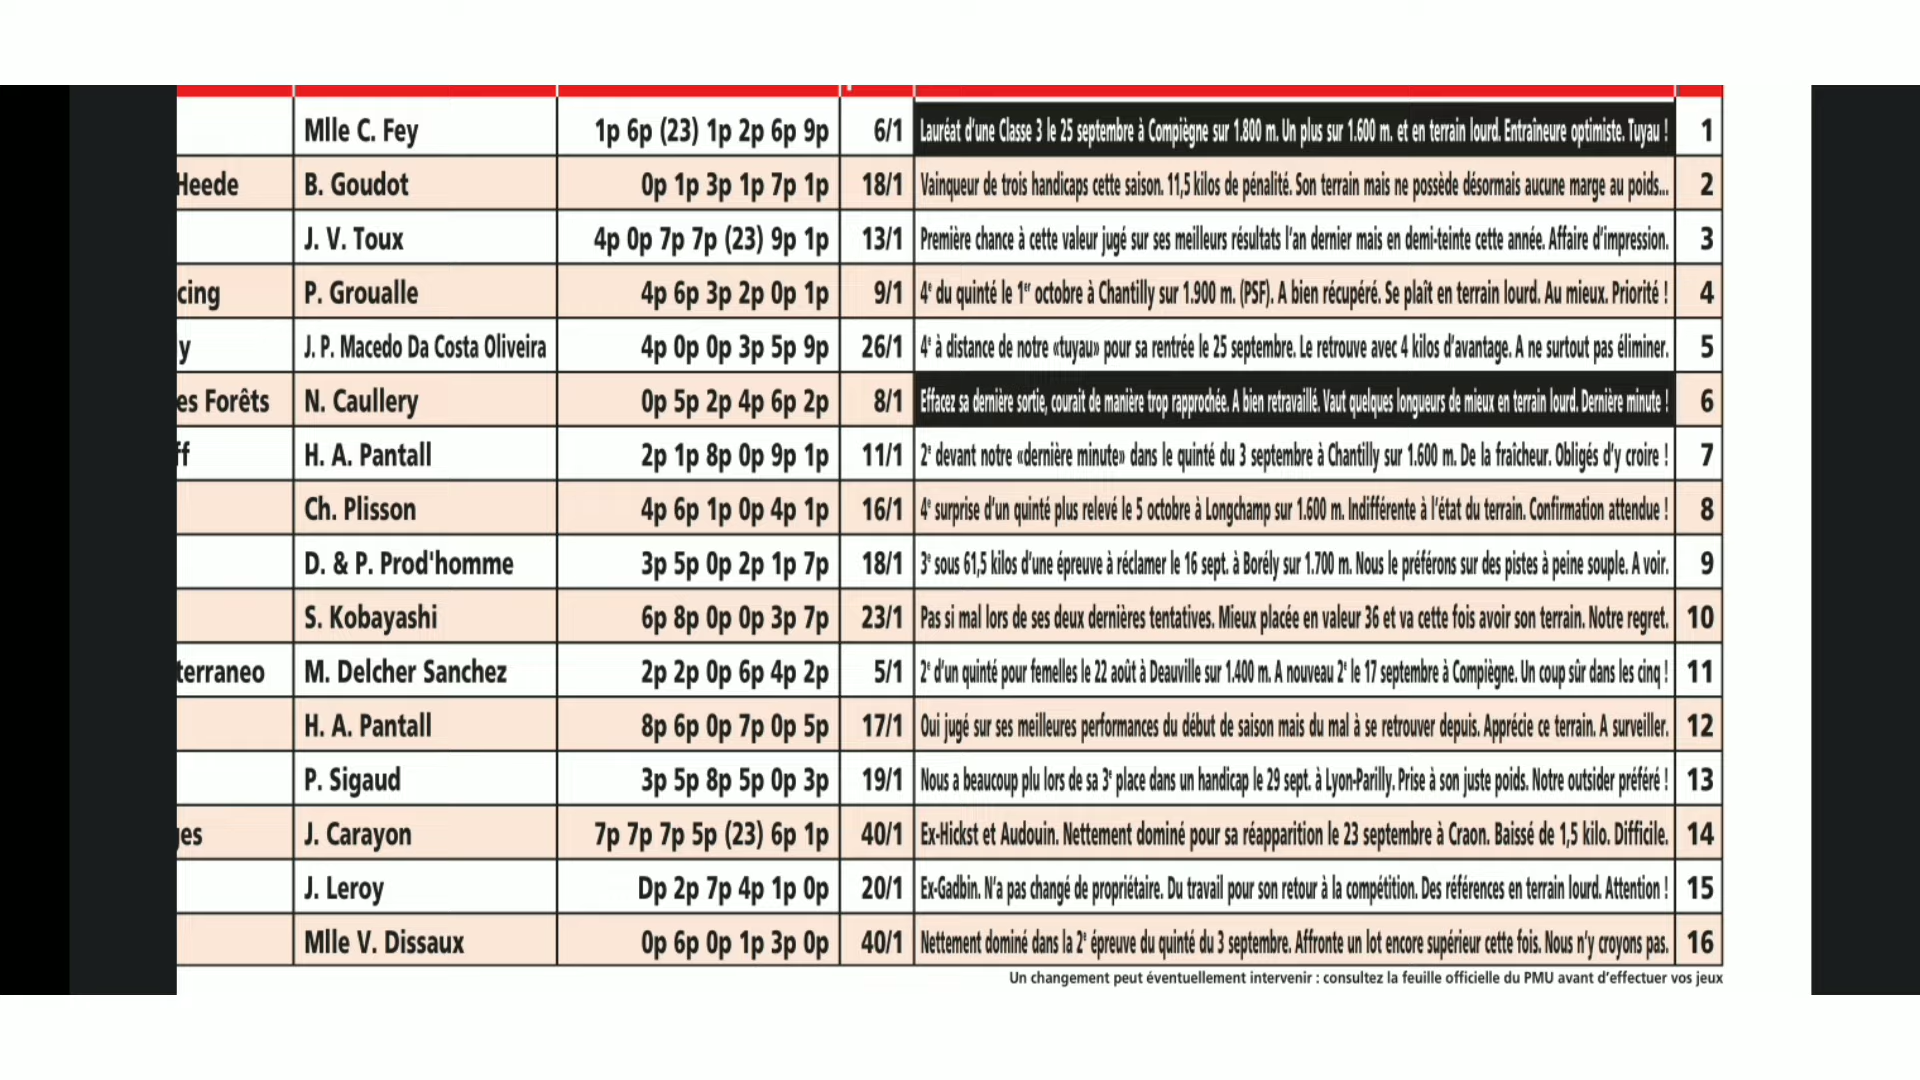 Mlle C. Fey 1p 6p (23) 1p 2p 6p 9p 6/1 Lauréat d'une Classe 3 le 25 septembre à Compiègne sur 1.800 m. Un plus sur 1.600 m. et en terrain lourd. Entraîneure optimiste. Tuyau ! 1
Heede B. Goudot 0p 1p 3p 1p 7p 1p 18/1 Vainqueur de trois handicaps cette saison. 11,5 kilos de pénalité. Son terrain mais ne possède désormais aucune marge au poids... 2
J. V. Toux 4p 0p 7p 7p (23) 9p 1p 13/1 Première chance à cette valeur jugé sur ses meilleurs résultats l'an dernier mais en demi-teinte cette année. Affaire d'impression. 3
cing P. Groualle 4p 6p 3p 2p 0p 1p 9/1 4e du quinté le 1er octobre à Chantilly sur 1.900 m. (PSF). A bien récupéré. Se plaît en terrain lourd. Au mieux. Priorité ! 4
y J. P. Macedo Da Costa Oliveira 4p 0p 0p 3p 5p 9p 26/1 4e à distance de notre «tuyau» pour sa rentrée le 25 septembre. Le retrouve avec 4 kilos d'avantage. A ne surtout pas éliminer. 5
es Forêts N. Caullery 0p 5p 2p 4p 6p 2p 8/1 Effacez sa dernière sortie, courait de manière trop rapprochée. A bien retravaillé. Vaut quelques longueurs de mieux en terrain lourd. Dernière minute ! 6
ff H. A. Pantall 2p 1p 8p 0p 9p 1p 11/1 2e devant notre «dernière minute» dans le quinté du 3 septembre à Chantilly sur 1.600 m. De la fraîcheur. Obligés d'y croire ! 7
Ch. Plisson 4p 6p 1p 0p 4p 1p 16/1 4e surprise d'un quinté plus relevé le 5 octobre à Longchamp sur 1.600 m. Indifférente à l'état du terrain. Confirmation attendue ! 8
D. & P. Prod'homme 3p 5p 0p 2p 1p 7p 18/1 3e sous 61,5 kilos d'une épreuve à réclamer le 16 sept. à Borély sur 1.700 m. Nous le préférons sur des pistes à peine souple. A voir. 9
S. Kobayashi 6p 8p 0p 0p 3p 7p 23/1 Pas si mal lors de ses deux dernières tentatives. Mieux placée en valeur 36 et va cette fois avoir son terrain. Notre regret. 10
terraneo M. Delcher Sanchez 2p 2p 0p 6p 4p 2p 5/1 2e d'un quinté pour femelles le 22 août à Deauville sur 1.400 m. A nouveau 2e le 17 septembre à Compiègne. Un coup sûr dans les cinq ! 11
H. A. Pantall 8p 6p 0p 7p 0p 5p 17/1 Oui jugé sur ses meilleures performances du début de saison mais du mal à se retrouver depuis. Apprécie ce terrain. A surveiller. 12
P. Sigaud 3p 5p 8p 5p 0p 3p 19/1 Nous a beaucoup plu lors de sa 3e place dans un handicap le 29 sept. à Lyon-Parilly. Prise à son juste poids. Notre outsider préféré ! 13
ges J. Carayon 7p 7p 7p 5p (23) 6p 1p 40/1 Ex-Hickst et Audouin. Nettement dominé pour sa réapparition le 23 septembre à Craon. Baissé de 1,5 kilo. Difficile. 14
J. Leroy Dp 2p 7p 4p 1p 0p 20/1 Ex-Gadbin. N'a pas changé de propriétaire. Du travail pour son retour à la compétition. Des références en terrain lourd. Attention ! 15
Mlle V. Dissaux 0p 6p 0p 1p 3p 0p 40/1 Nettement dominé dans la 2e épreuve du quinté du 3 septembre. Affronte un lot encore supérieur cette fois. Nous n'y croyons pas. 16
Un changement peut éventuellement intervenir : consultez la feuille officielle du PMU avant d'effectuer vos jeux